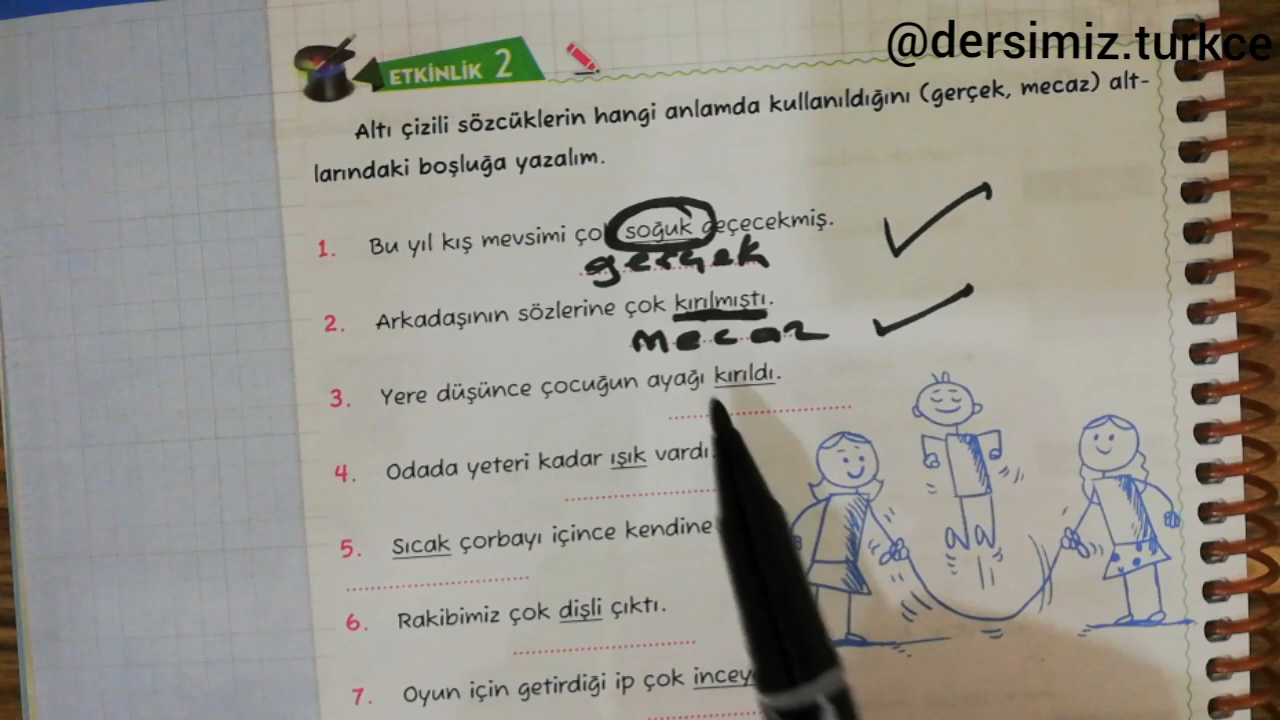 @dersimiz.turkce
ETKİNLİK 2
Altı çizili sözcüklerin hangi anlamda kullanıldığını (gerçek, mecaz) alt-
larındaki boşluğa yazalım.
1. Bu yıl kış mevsimi çok soğuk geçecekmiş.
gerçek
2. Arkadaşının sözlerine çok kırılmıştı.
mecaz
3. Yere düşünce çocuğun ayağı kırıldı.
4. Odada yeteri kadar ışık vardı.
5. Sıcak çorbayı içince kendine
6. Rakibimiz çok dişli çıktı.
7. Oyun için getirdiği ip çok